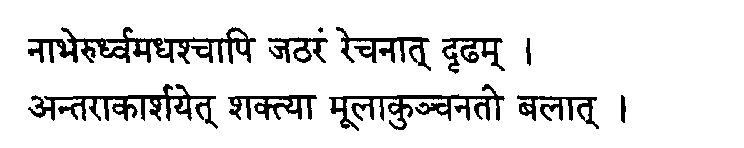 नाभेरुर्ध्वमधश्चापि जठरं रेचनात् दृढम् ।
अन्तराकार्शयेत् शक्त्या मूलाकुञ्चनतो बलात् ।